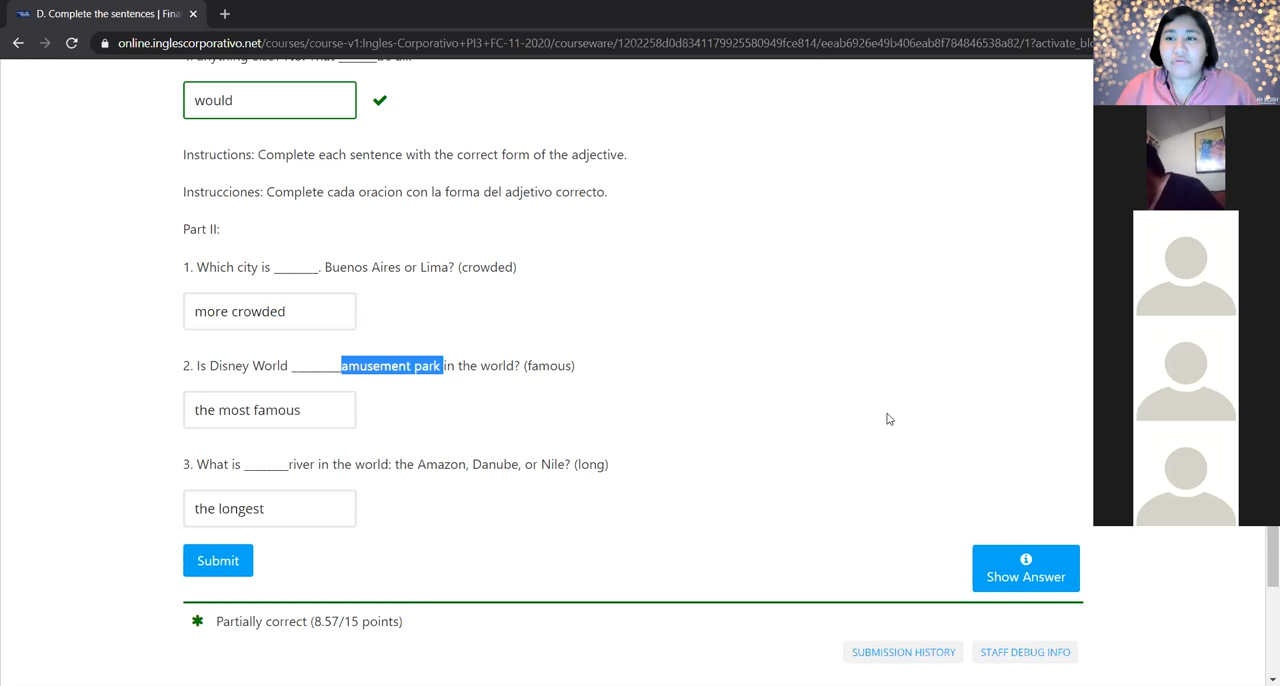 D. Complete the sentences | Fina
online.inglescorporativo.net/courses/course-v1:Ingles-Corporativo+PI3+FC-11-2020/courseware/1202258d0d8341179925580949fce814/eeab6926e49b406eab8f784846538a82/1?activate_blo
would
Instructions: Complete each sentence with the correct form of the adjective.
Instrucciones: Complete cada oracion con la forma del adjetivo correcto.
Part II:
1. Which city is _______. Buenos Aires or Lima? (crowded)
more crowded
2. Is Disney World ________amusement park in the world? (famous)
the most famous
3. What is _______river in the world: the Amazon, Danube, or Nile? (long)
the longest
Submit
Show Answer
Partially correct (8.57/15 points)
SUBMISSION HISTORY STAFF DEBUG INFO